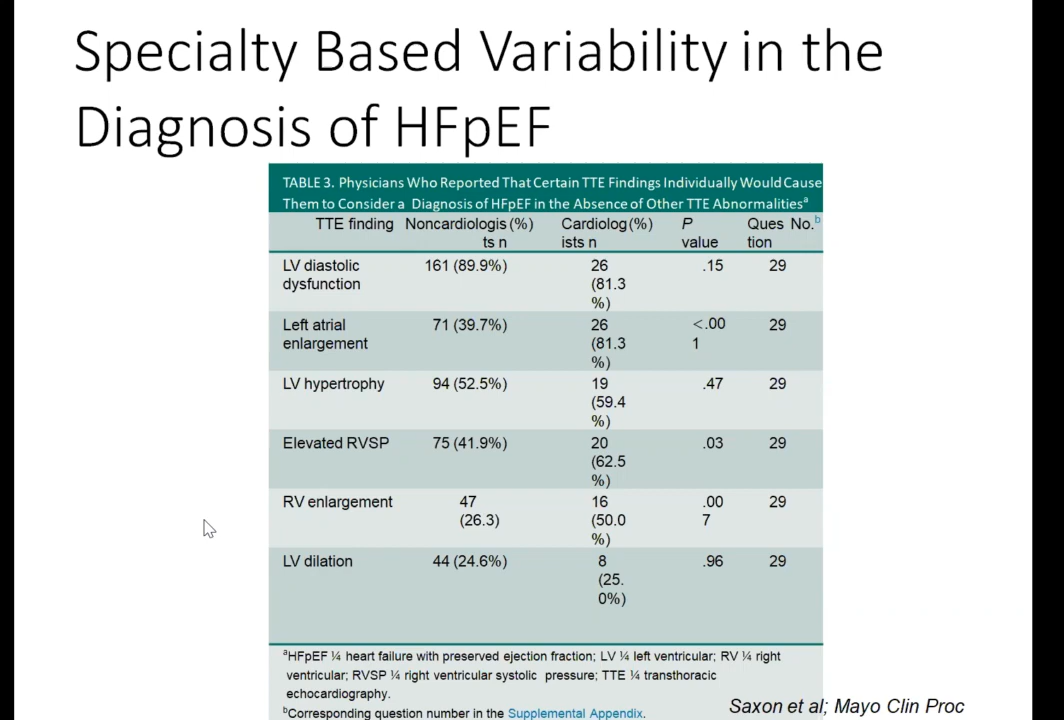 Specialty Based Variability in the
Diagnosis of HFpEF
TABLE 3. Physicians Who Reported That Certain TTE Findings Individually Would Cause
Them to Consider a Diagnosis of HFpEF in the Absence of Other TTE Abnormalitiesa
TTE finding Noncardiologis (%) Cardiolog (%) P Ques No.b
ts n ists n value tion
LV diastolic 161 (89.9%) 26 .15 29
dysfunction (81.3
%)
Left atrial 71 (39.7%) 26 <.00 29
enlargement (81.3 1
%)
LV hypertrophy 94 (52.5%) 19 .47 29
(59.4
%)
Elevated RVSP 75 (41.9%) 20 .03 29
(62.5
%)
RV enlargement 47 16 .00 29
(26.3) (50.0 7
%)
LV dilation 44 (24.6%) 8 .96 29
(25.
0%)
aHFpEF ¼ heart failure with preserved ejection fraction; LV ¼ left ventricular; RV ¼ right
ventricular; RVSP ¼ right ventricular systolic pressure; TTE ¼ transthoracic
echocardiography.
bCorresponding question number in the Supplemental Appendix.
Saxon et al; Mayo Clin Proc